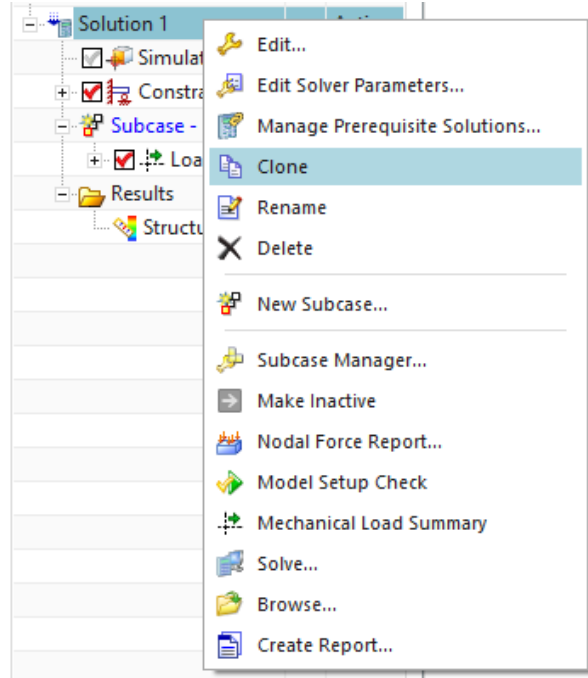 Solution 1
Simulat
Constra
Subcase -
Loa
Results
Structu
Edit...
Edit Solver Parameters...
Manage Prerequisite Solutions...
Clone
Rename
Delete
New Subcase...
Subcase Manager...
Make Inactive
Nodal Force Report...
Model Setup Check
Mechanical Load Summary
Solve...
Browse...
Create Report...